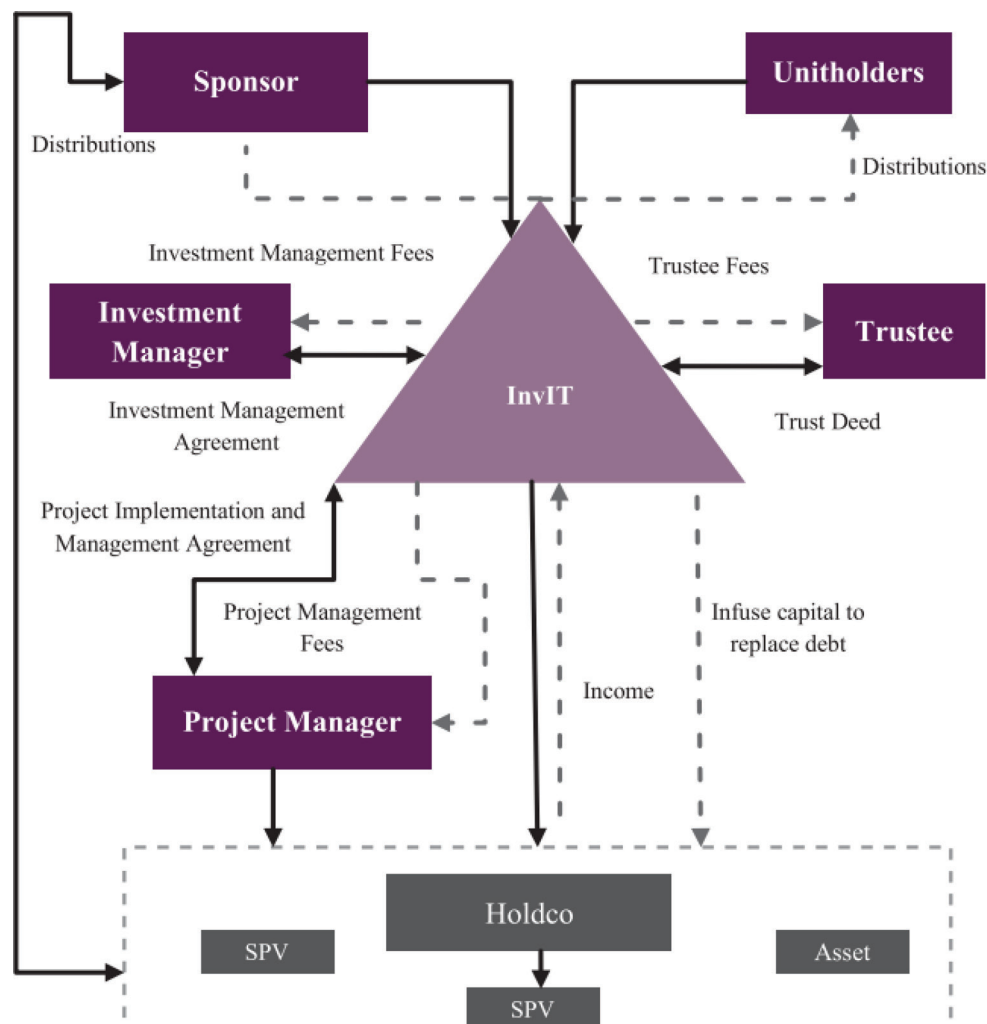 Sponsor
Unitholders
Distributions
Distributions
Investment Management Fees
Trustee Fees
Investment
Manager
Trustee
InvIT
Investment Management
Agreement
Trust Deed
Project Implementation and
Management Agreement
Project Management
Fees
Infuse capital to
replace debt
Income
Project Manager
Holdco
SPV
Asset
SPV